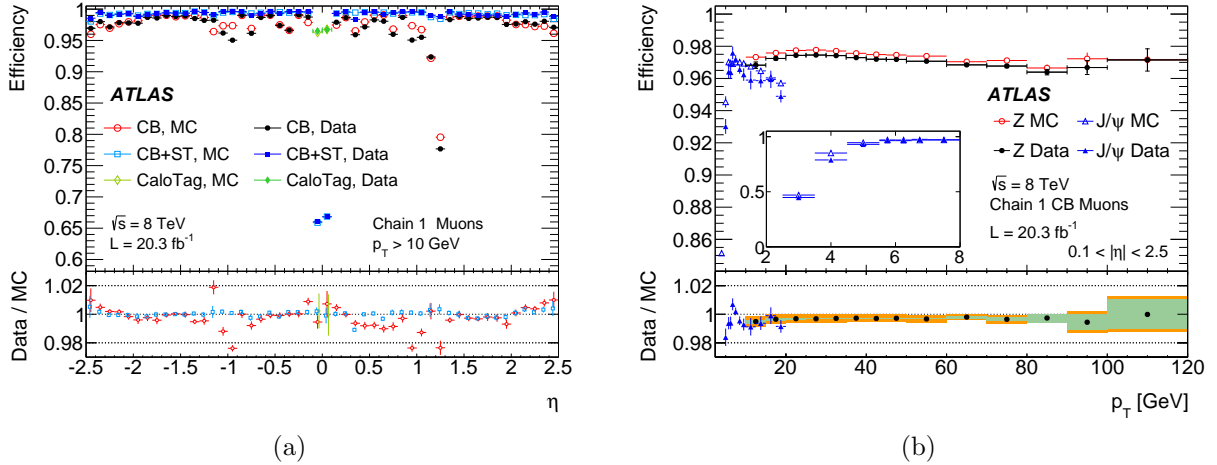 Efficiency
1
0.95
0.9
0.85
0.8
0.75
0.7
0.65
0.6
ATLAS
CB, MC
CB, Data
CB+ST, MC
CB+ST, Data
CaloTag, MC
CaloTag, Data
√s = 8 TeV
L = 20.3 fb⁻¹
Chain 1 Muons
p_T > 10 GeV
Data / MC
1.02
1
0.98
-2.5 -2 -1.5 -1 -0.5 0 0.5 1 1.5 2 2.5
η
(a)
Efficiency
1
0.98
0.96
0.94
0.92
0.9
0.88
0.86
ATLAS
Z MC
J/ψ MC
Z Data
J/ψ Data
√s = 8 TeV
Chain 1 CB Muons
L = 20.3 fb⁻¹
0.1 < |η| < 2.5
1
0.5
2 4 6 8
Data / MC
1.02
1
0.98
20 40 60 80 100 120
p_T [GeV]
(b)